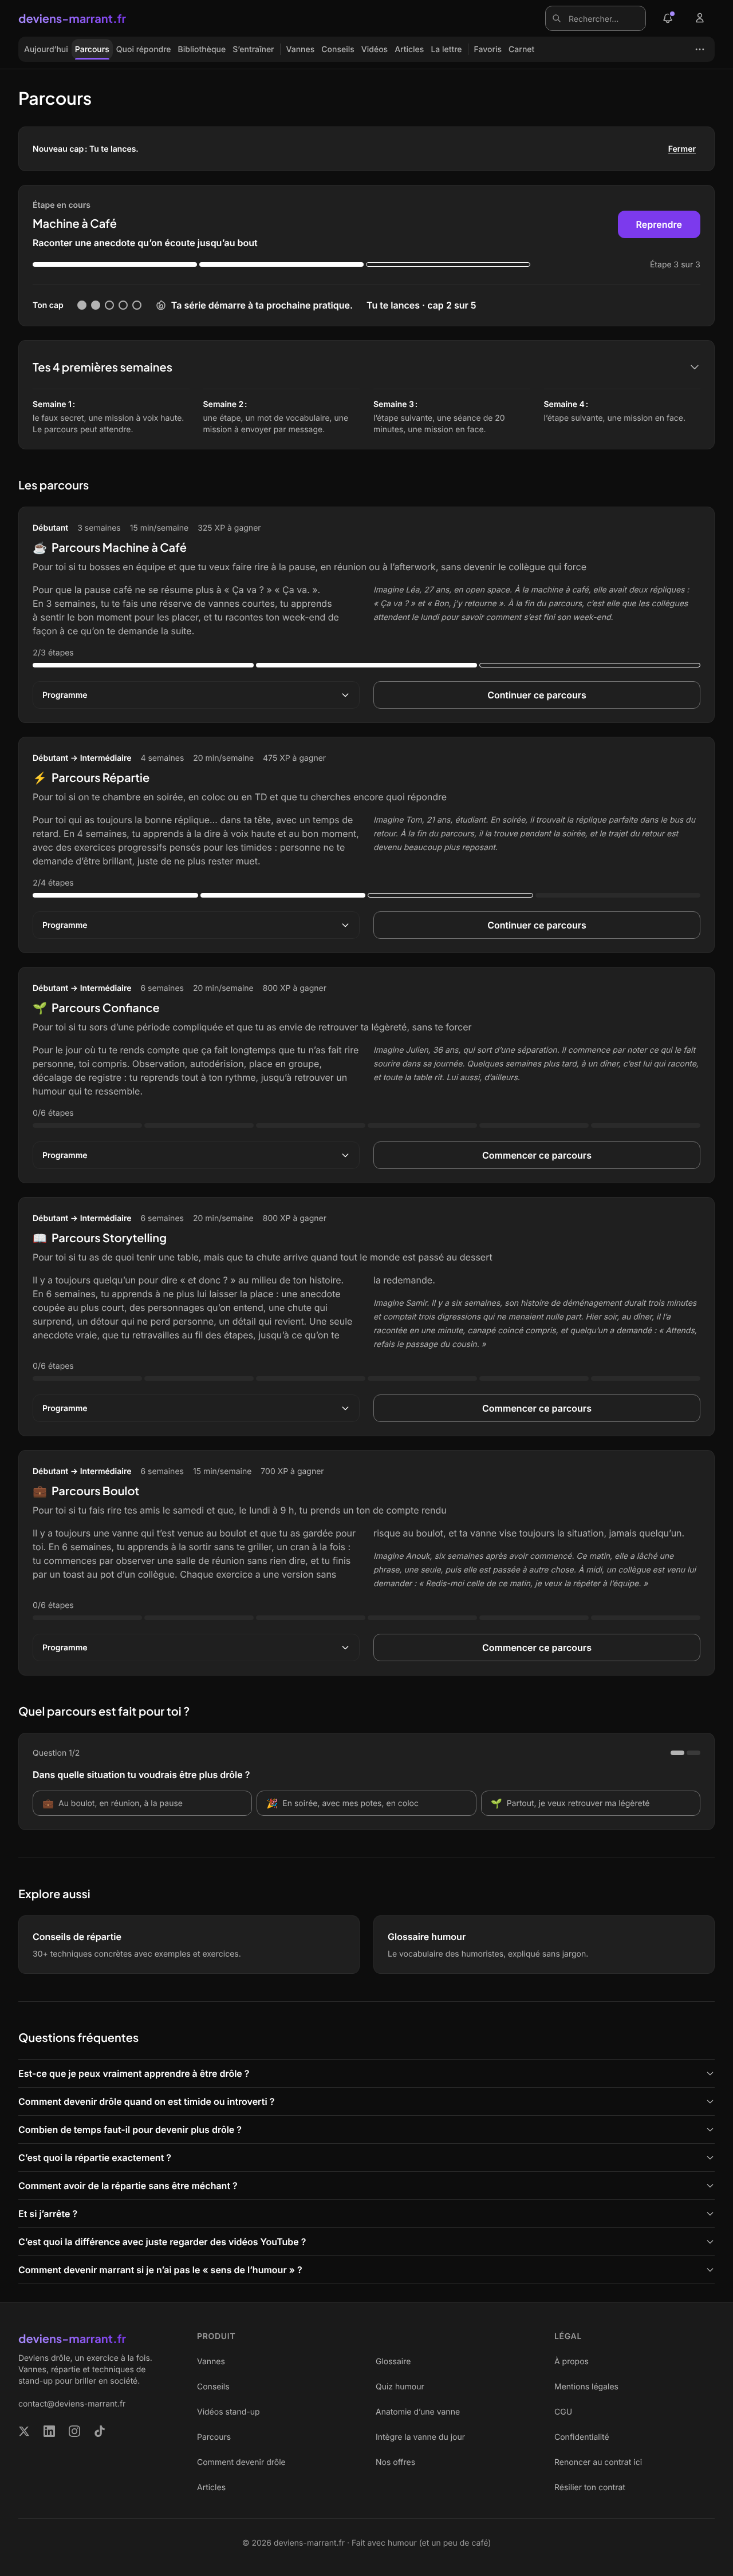 deviens-marrant.fr
Rechercher...
Aujourd'hui Parcours Quoi répondre Bibliothèque S'entraîner Vannes Conseils Vidéos Articles La lettre Favoris Carnet
Parcours
Nouveau cap : Tu te lances.
Fermer
Étape en cours
Machine à Café
Raconter une anecdote qu'on écoute jusqu'au bout
Reprendre
Étape 3 sur 3
Ton cap
Ta série démarre à ta prochaine pratique.
Tu te lances · cap 2 sur 5
Tes 4 premières semaines
Semaine 1 :
le faux secret, une mission à voix haute.
Le parcours peut attendre.
Semaine 2 :
une étape, un mot de vocabulaire, une
mission à envoyer par message.
Semaine 3 :
l'étape suivante, une séance de 20
minutes, une mission en face.
Semaine 4 :
l'étape suivante, une mission en face.
Les parcours
Débutant 3 semaines 15 min/semaine 325 XP à gagner
☕ Parcours Machine à Café
Pour toi si tu bosses en équipe et que tu veux faire rire à la pause, en réunion ou à l'afterwork, sans devenir le collègue qui force
Pour que la pause café ne se résume plus à « Ça va ? » « Ça va. ».
En 3 semaines, tu te fais une réserve de vannes courtes, tu apprends
à sentir le bon moment pour les placer, et tu racontes ton week-end de
façon à ce qu'on te demande la suite.
Imagine Léa, 27 ans, en open space. À la machine à café, elle avait deux répliques :
« Ça va ? » et « Bon, j'y retourne ». À la fin du parcours, c'est elle que les collègues
attendent le lundi pour savoir comment s'est fini son week-end.
2/3 étapes
Programme
Continuer ce parcours
Débutant → Intermédiaire 4 semaines 20 min/semaine 475 XP à gagner
⚡ Parcours Répartie
Pour toi si on te chambre en soirée, en coloc ou en TD et que tu cherches encore quoi répondre
Pour toi qui as toujours la bonne réplique… dans ta tête, avec un temps de
retard. En 4 semaines, tu apprends à la dire à voix haute et au bon moment,
avec des exercices progressifs pensés pour les timides : personne ne te
demande d'être brillant, juste de ne plus rester muet.
Imagine Tom, 21 ans, étudiant. En soirée, il trouvait la réplique parfaite dans le bus du
retour. À la fin du parcours, il la trouve pendant la soirée, et le trajet du retour est
devenu beaucoup plus reposant.
2/4 étapes
Programme
Continuer ce parcours
Débutant → Intermédiaire 6 semaines 20 min/semaine 800 XP à gagner
🌱 Parcours Confiance
Pour toi si tu sors d'une période compliquée et que tu as envie de retrouver ta légèreté, sans te forcer
Pour le jour où tu te rends compte que ça fait longtemps que tu n'as fait rire
personne, toi compris. Observation, autodérision, place en groupe,
décalage de registre : tu reprends tout à ton rythme, jusqu'à retrouver un
humour qui te ressemble.
Imagine Julien, 36 ans, qui sort d'une séparation. Il commence par noter ce qui le fait
sourire dans sa journée. Quelques semaines plus tard, à un dîner, c'est lui qui raconte,
et toute la table rit. Lui aussi, d'ailleurs.
0/6 étapes
Programme
Commencer ce parcours
Débutant → Intermédiaire 6 semaines 20 min/semaine 800 XP à gagner
📖 Parcours Storytelling
Pour toi si tu as de quoi tenir une table, mais que ta chute arrive quand tout le monde est passé au dessert
Il y a toujours quelqu'un pour dire « et donc ? » au milieu de ton histoire.
En 6 semaines, tu apprends à ne plus lui laisser la place : une anecdote
coupée au plus court, des personnages qu'on entend, une chute qui
surprend, un détour qui ne perd personne, un détail qui revient. Une seule
anecdote vraie, que tu retravailles au fil des étapes, jusqu'à ce qu'on te
la redemande.
Imagine Samir. Il y a six semaines, son histoire de déménagement durait trois minutes
et comptait trois digressions qui ne menaient nulle part. Hier soir, au dîner, il l'a
racontée en une minute, canapé coincé compris, et quelqu'un a demandé : « Attends,
refais le passage du cousin. »
0/6 étapes
Programme
Commencer ce parcours
Débutant → Intermédiaire 6 semaines 15 min/semaine 700 XP à gagner
💼 Parcours Boulot
Pour toi si tu fais rire tes amis le samedi et que, le lundi à 9 h, tu prends un ton de compte rendu
Il y a toujours une vanne qui t'est venue au boulot et que tu as gardée pour
toi. En 6 semaines, tu apprends à la sortir sans te griller, un cran à la fois :
tu commences par observer une salle de réunion sans rien dire, et tu finis
par un toast au pot d'un collègue. Chaque exercice a une version sans
risque au boulot, et ta vanne vise toujours la situation, jamais quelqu'un.
Imagine Anouk, six semaines après avoir commencé. Ce matin, elle a lâché une
phrase, une seule, puis elle est passée à autre chose. À midi, un collègue est venu lui
demander : « Redis-moi celle de ce matin, je veux la répéter à l'équipe. »
0/6 étapes
Programme
Commencer ce parcours
Quel parcours est fait pour toi ?
Question 1/2
Dans quelle situation tu voudrais être plus drôle ?
💼 Au boulot, en réunion, à la pause
🎉 En soirée, avec mes potes, en coloc
🌱 Partout, je veux retrouver ma légèreté
Explore aussi
Conseils de répartie
30+ techniques concrètes avec exemples et exercices.
Glossaire humour
Le vocabulaire des humoristes, expliqué sans jargon.
Questions fréquentes
Est-ce que je peux vraiment apprendre à être drôle ?
Comment devenir drôle quand on est timide ou introverti ?
Combien de temps faut-il pour devenir plus drôle ?
C'est quoi la répartie exactement ?
Comment avoir de la répartie sans être méchant ?
Et si j'arrête ?
C'est quoi la différence avec juste regarder des vidéos YouTube ?
Comment devenir marrant si je n'ai pas le « sens de l'humour » ?
deviens-marrant.fr
Deviens drôle, un exercice à la fois.
Vannes, répartie et techniques de
stand-up pour briller en société.
contact@deviens-marrant.fr
PRODUIT
Vannes
Conseils
Vidéos stand-up
Parcours
Comment devenir drôle
Articles
Glossaire
Quiz humour
Anatomie d'une vanne
Intègre la vanne du jour
Nos offres
LÉGAL
À propos
Mentions légales
CGU
Confidentialité
Renoncer au contrat ici
Résilier ton contrat
© 2026 deviens-marrant.fr · Fait avec humour (et un peu de café)